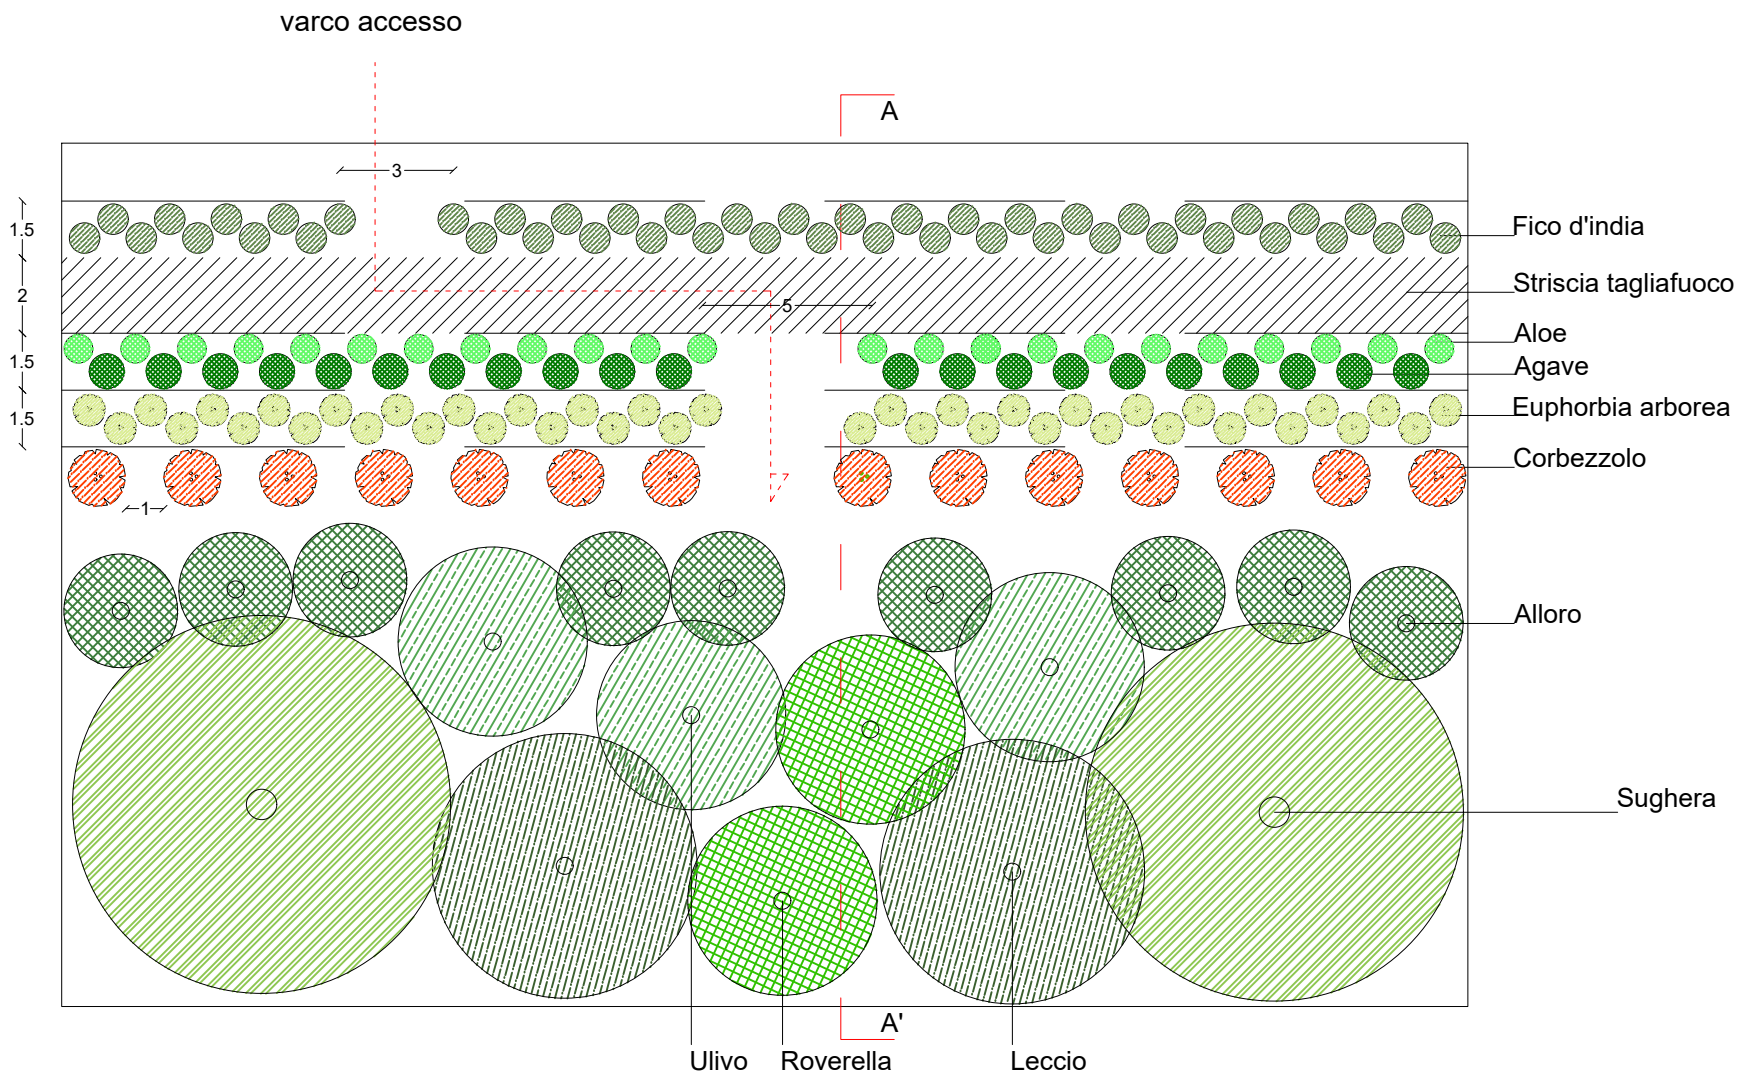 varco accesso
A
3
1.5
Fico d'india
2
Striscia tagliafuoco
5
Aloe
1.5
Agave
Euphorbia arborea
1.5
Corbezzolo
1
Alloro
Sughera
A'
Ulivo
Roverella
Leccio